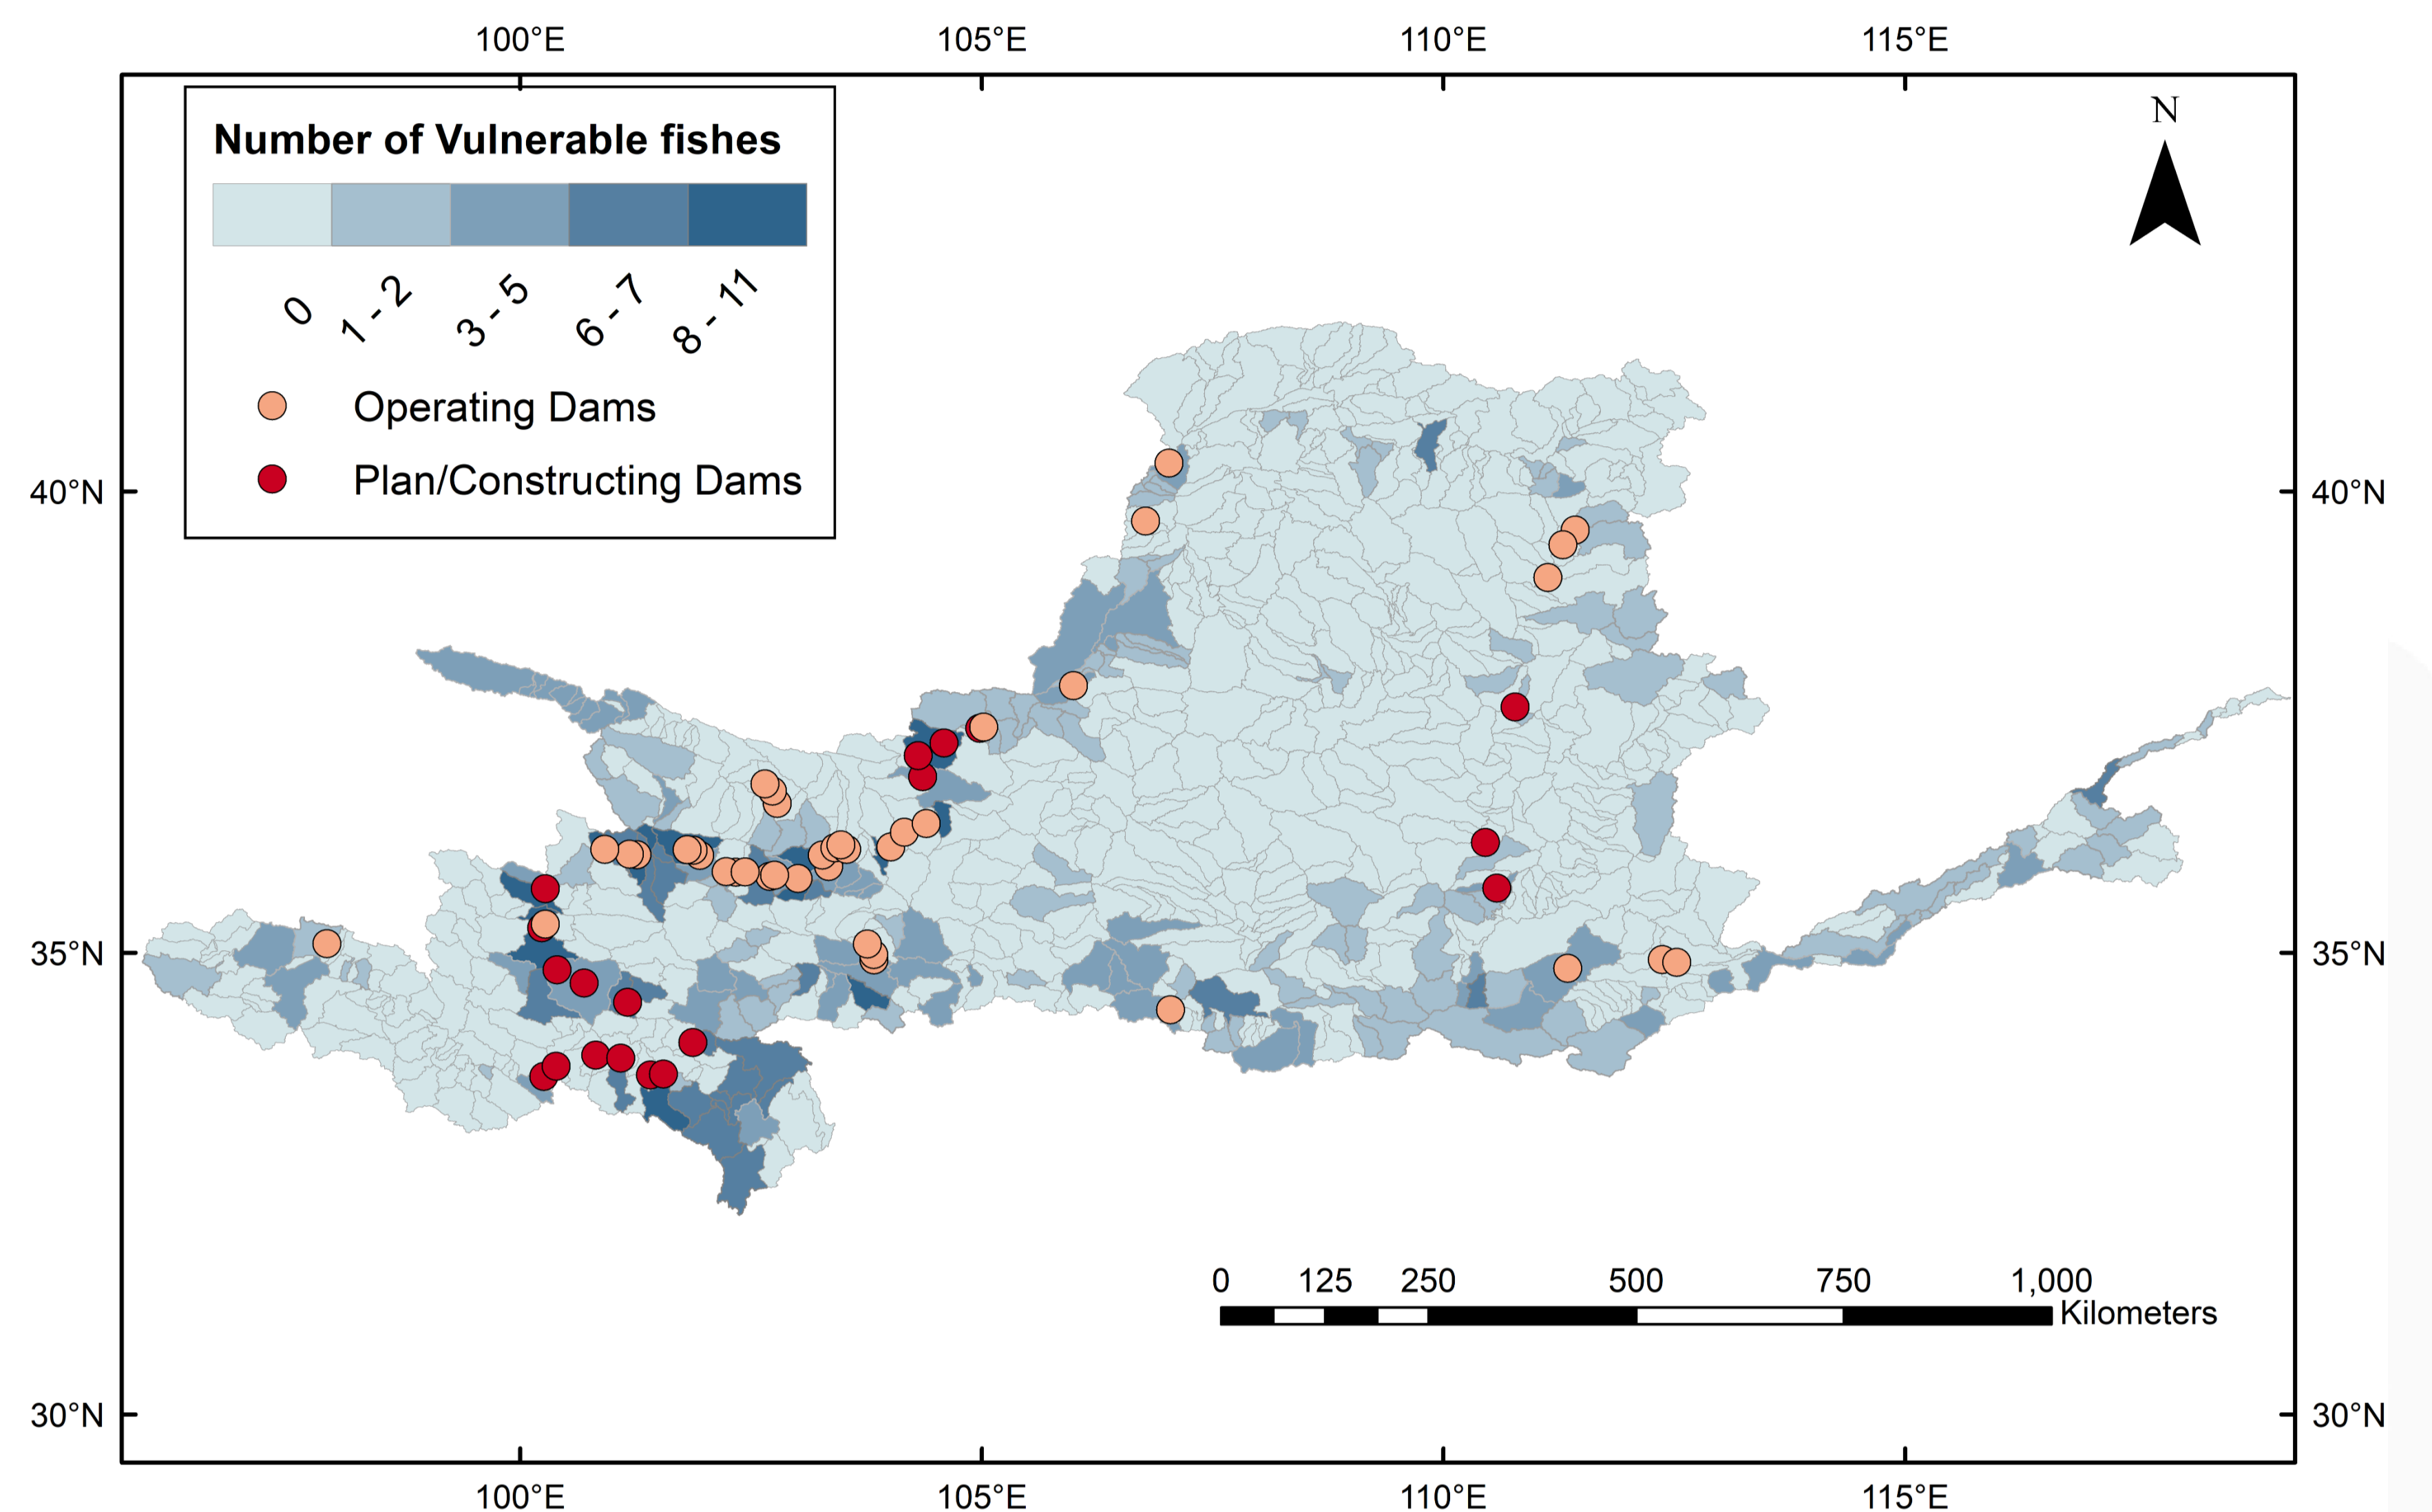 100°E 105°E 110°E 115°E
N
Number of Vulnerable fishes
0 1 - 2 3 - 5 6 - 7 8 - 11
Operating Dams
Plan/Constructing Dams
40°N 40°N
35°N 35°N
0 125 250 500 750 1,000
Kilometers
30°N 30°N
100°E 105°E 110°E 115°E